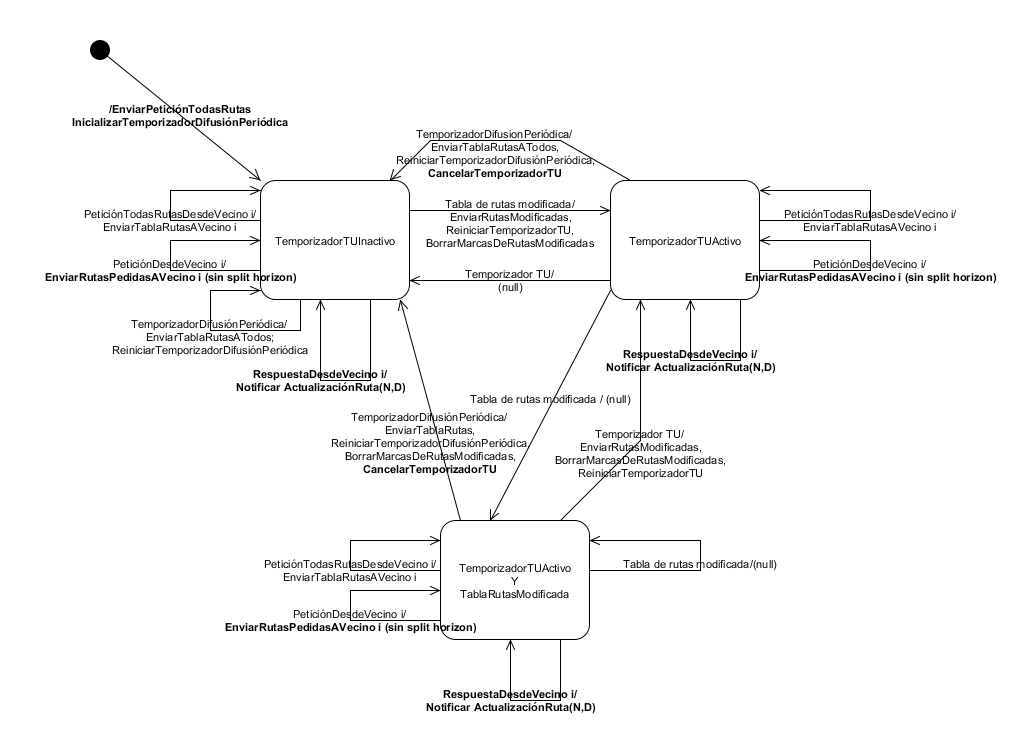 /EnviarPeticiónTodasRutas
InicializarTemporizadorDifusiónPeriódica
TemporizadorDifusionPeriódica/
EnviarTablaRutasATodos,
ReiniciarTemporizadorDifusiónPeriódica,
CancelarTemporizadorTU
PeticiónTodasRutasDesdeVecino i/
EnviarTablaRutasAVecino i
PeticiónDesdeVecino i/
EnviarRutasPedidasAVecino i (sin split horizon)
TemporizadorTUInactivo
Tabla de rutas modificada/
EnviarRutasModificadas,
ReiniciarTemporizadorTU,
BorrarMarcasDeRutasModificadas
Temporizador TU/
(null)
TemporizadorTUActivo
PeticiónTodasRutasDesdeVecino i/
EnviarTablaRutasAVecino i
PeticiónDesdeVecino i/
EnviarRutasPedidasAVecino i (sin split horizon)
TemporizadorDifusiónPeriódica/
EnviarTablaRutasATodos;
ReiniciarTemporizadorDifusiónPeriódica
RespuestaDesdeVecino i/
Notificar ActualizaciónRuta(N,D)
RespuestaDesdeVecino i/
Notificar ActualizaciónRuta(N,D)
Tabla de rutas modificada / (null)
TemporizadorDifusiónPeriódica/
EnviarTablaRutas,
ReiniciarTemporizadorDifusiónPeriódica,
BorrarMarcasDeRutasModificadas,
CancelarTemporizadorTU
Temporizador TU/
EnviarRutasModificadas,
BorrarMarcasDeRutasModificadas,
ReiniciarTemporizadorTU
PeticiónTodasRutasDesdeVecino i/
EnviarTablaRutasAVecino i
PeticiónDesdeVecino i/
EnviarRutasPedidasAVecino i (sin split horizon)
TemporizadorTUActivo
Y
TablaRutasModificada
Tabla de rutas modificada/(null)
RespuestaDesdeVecino i/
Notificar ActualizaciónRuta(N,D)